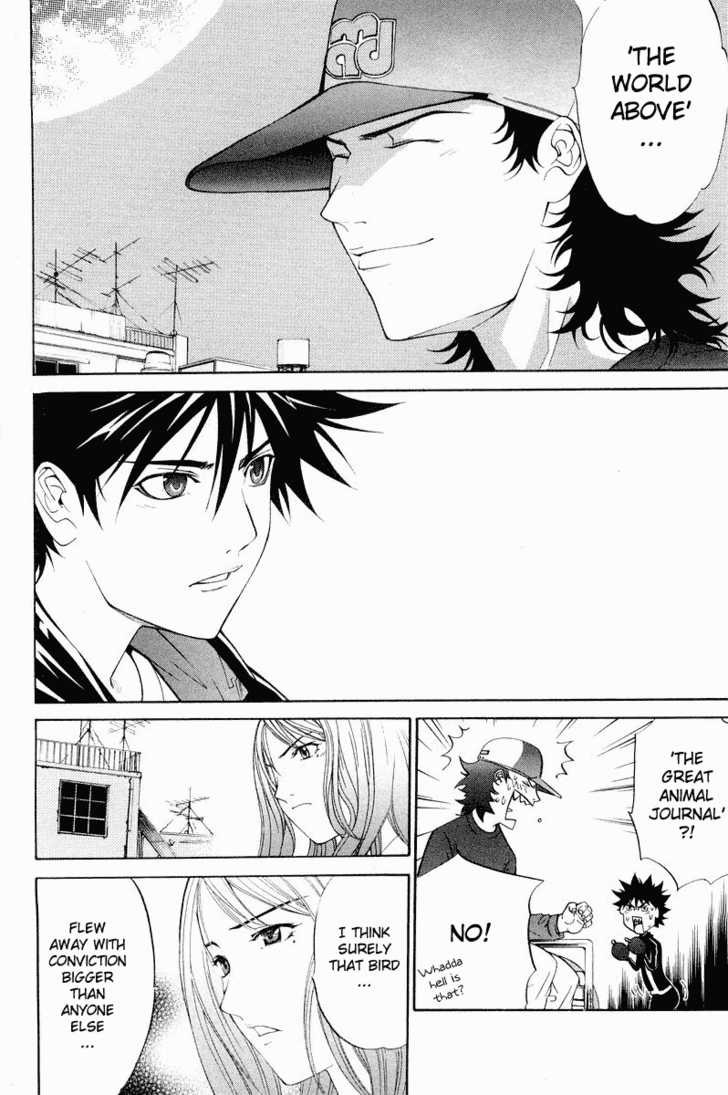 'THE
WORLD
ABOVE'
...
'THE
GREAT
ANIMAL
JOURNAL'
?!
NO!
Whadda
hell is
that?
I THINK
SURELY
THAT BIRD
...
FLEW
AWAY WITH
CONVICTION
BIGGER
THAN
ANYONE
ELSE
...